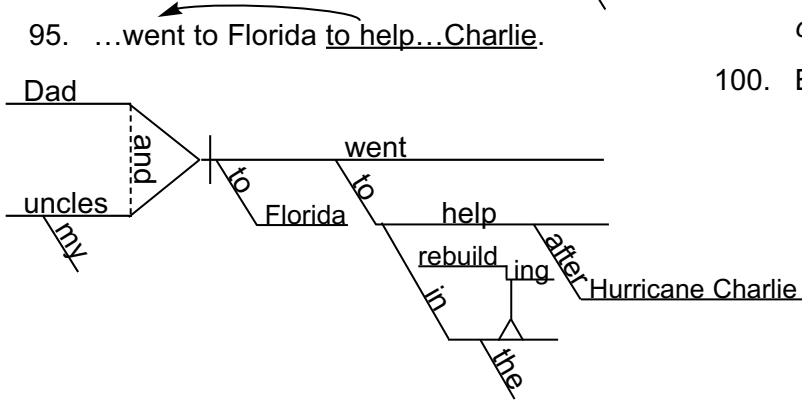 95. …went to Florida to help…Charlie.
100.
Dad
and
went
to
uncles
to
Florida
help
my
rebuild
ing
after
in
Hurricane Charlie
the